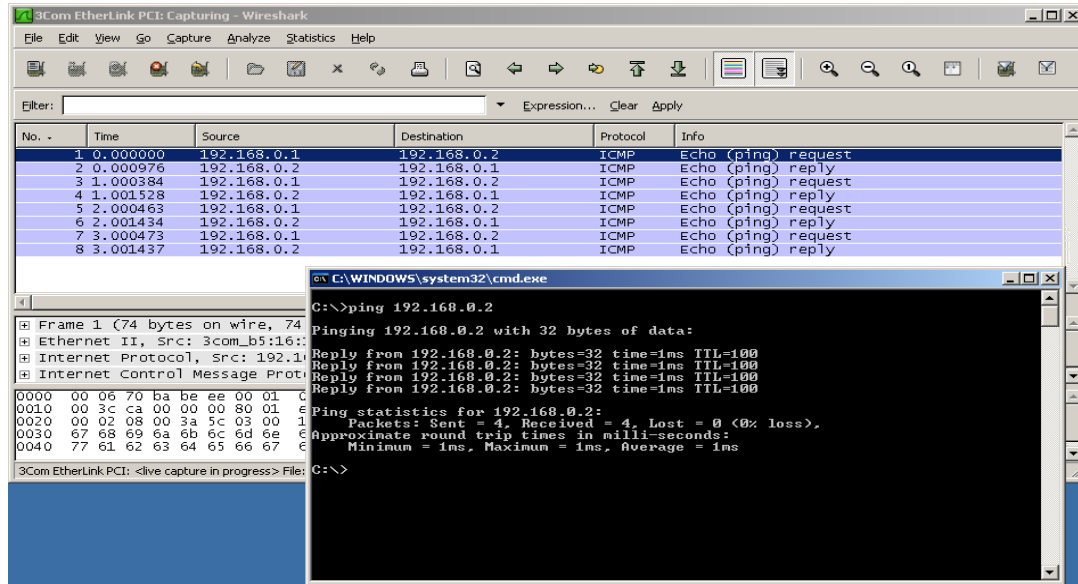 3Com EtherLink PCI: Capturing - Wireshark
File Edit View Go Capture Analyze Statistics Help
Filter: Expression... Clear Apply
No. Time Source Destination Protocol Info
1 0.000000 192.168.0.1 192.168.0.2 ICMP Echo (ping) request
2 0.000976 192.168.0.2 192.168.0.1 ICMP Echo (ping) reply
3 1.000384 192.168.0.1 192.168.0.2 ICMP Echo (ping) request
4 1.001528 192.168.0.2 192.168.0.1 ICMP Echo (ping) reply
5 2.000463 192.168.0.1 192.168.0.2 ICMP Echo (ping) request
6 2.001434 192.168.0.2 192.168.0.1 ICMP Echo (ping) reply
7 3.000473 192.168.0.1 192.168.0.2 ICMP Echo (ping) request
8 3.001437 192.168.0.2 192.168.0.1 ICMP Echo (ping) reply
Frame 1 (74 bytes on wire, 74
Ethernet II, Src: 3com_b5:16:
Internet Protocol, Src: 192.1
Internet Control Message Prot
0000 00 06 70 ba be ee 00 01
0010 00 3c ca 00 00 00 80 01
0020 00 02 08 00 3a 5c 03 00
0030 67 68 69 6a 6b 6c 6d 6e
0040 77 61 62 63 64 65 66 67
3Com EtherLink PCI: <live capture in progress> File:
C:\WINDOWS\system32\cmd.exe
C:\>ping 192.168.0.2
Pinging 192.168.0.2 with 32 bytes of data:
Reply from 192.168.0.2: bytes=32 time=1ms TTL=100
Reply from 192.168.0.2: bytes=32 time=1ms TTL=100
Reply from 192.168.0.2: bytes=32 time=1ms TTL=100
Reply from 192.168.0.2: bytes=32 time=1ms TTL=100
Ping statistics for 192.168.0.2:
Packets: Sent = 4, Received = 4, Lost = 0 (0% loss),
Approximate round trip times in milli-seconds:
Minimum = 1ms, Maximum = 1ms, Average = 1ms
C:\>